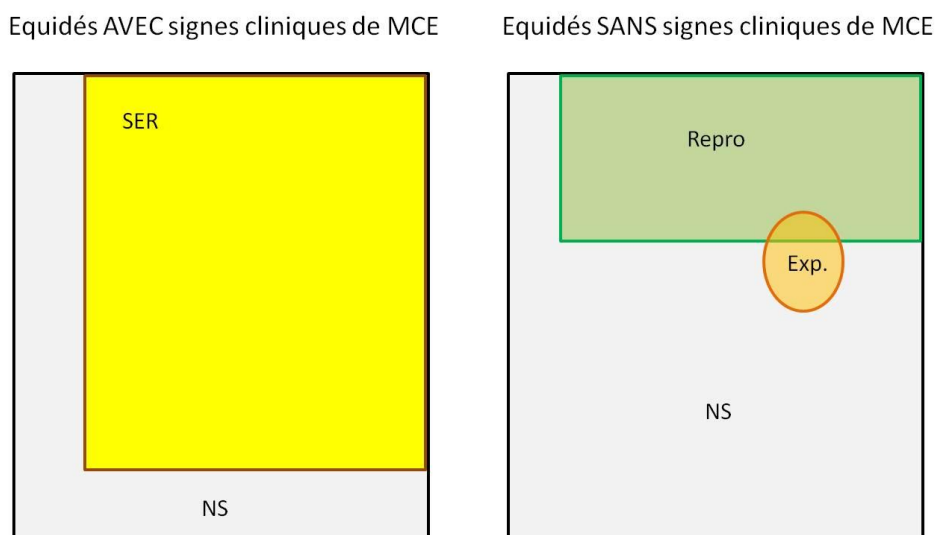 Equidés AVEC signes cliniques de MCE
Equidés SANS signes cliniques de MCE
SER
NS
Repro
Exp.
NS